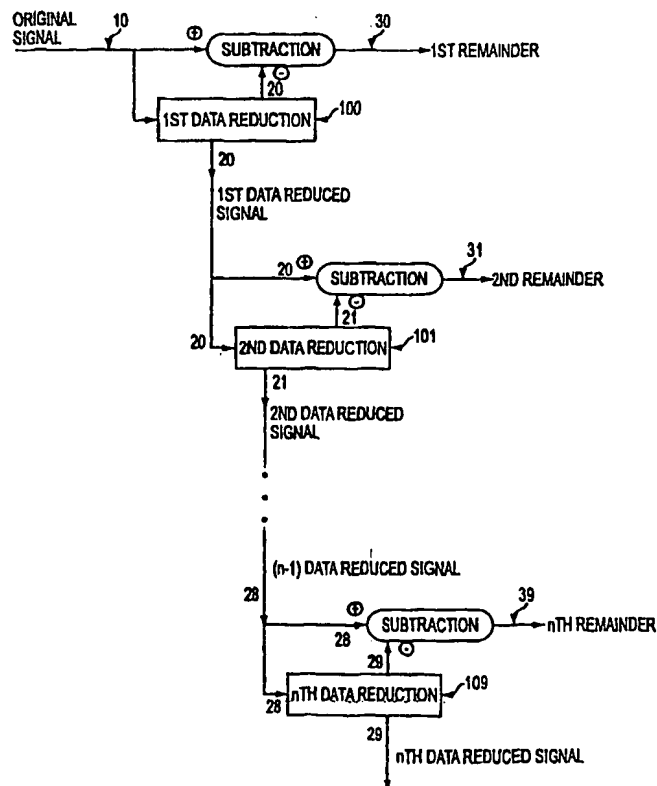 ORIGINAL
SIGNAL
10
⊕
SUBTRACTION
30
1ST REMAINDER
⊖
20
1ST DATA REDUCTION
100
20
1ST DATA REDUCED
SIGNAL
20
⊕
SUBTRACTION
31
2ND REMAINDER
⊖
21
20
2ND DATA REDUCTION
101
21
2ND DATA REDUCED
SIGNAL
(n-1) DATA REDUCED SIGNAL
28
⊕
28
SUBTRACTION
39
nTH REMAINDER
⊖
29
28
nTH DATA REDUCTION
109
29
nTH DATA REDUCED SIGNAL